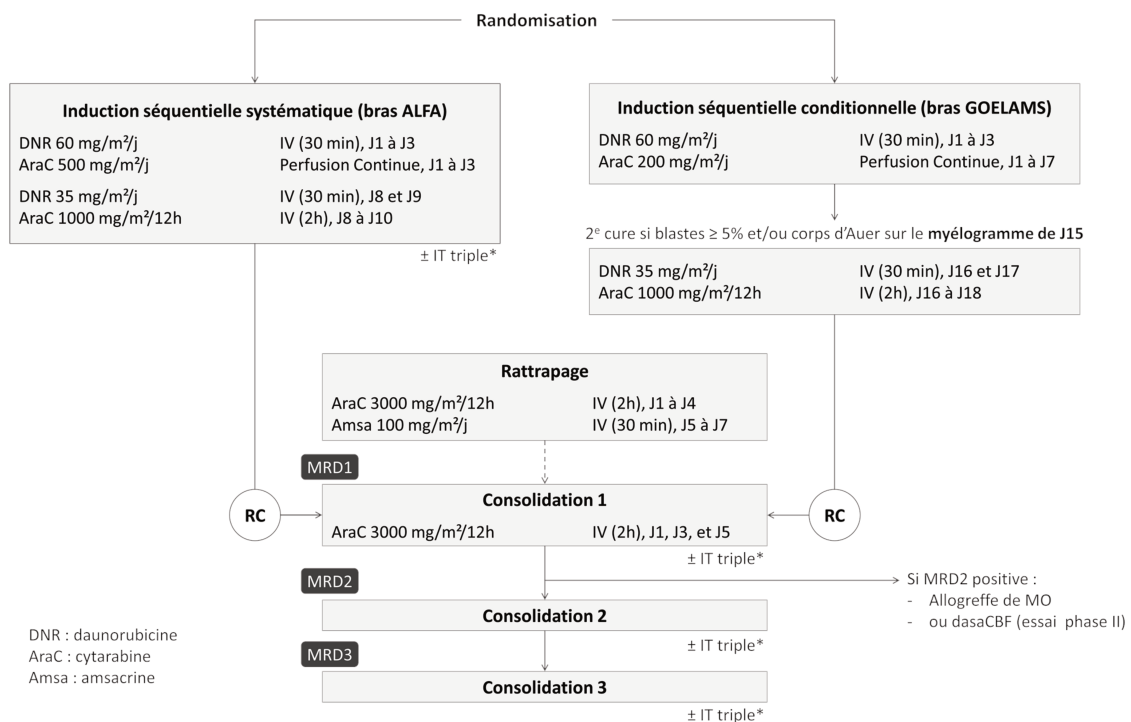 Randomisation
Induction séquentielle systématique (bras ALFA)
DNR 60 mg/m²/j IV (30 min), J1 à J3
AraC 500 mg/m²/j Perfusion Continue, J1 à J3
DNR 35 mg/m²/j IV (30 min), J8 et J9
AraC 1000 mg/m²/12h IV (2h), J8 à J10
± IT triple*
Induction séquentielle conditionnelle (bras GOELAMS)
DNR 60 mg/m²/j IV (30 min), J1 à J3
AraC 200 mg/m²/j Perfusion Continue, J1 à J7
2e cure si blastes ≥ 5% et/ou corps d’Auer sur le myélogramme de J15
DNR 35 mg/m²/j IV (30 min), J16 et J17
AraC 1000 mg/m²/12h IV (2h), J16 à J18
Rattrapage
AraC 3000 mg/m²/12h IV (2h), J1 à J4
Amsa 100 mg/m²/j IV (30 min), J5 à J7
MRD1
RC
Consolidation 1
AraC 3000 mg/m²/12h IV (2h), J1, J3, et J5
RC
± IT triple*
MRD2
Si MRD2 positive :
- Allogreffe de MO
- ou dasaCBF (essai phase II)
Consolidation 2
± IT triple*
MRD3
Consolidation 3
± IT triple*
DNR : daunorubicine
AraC : cytarabine
Amsa : amsacrine